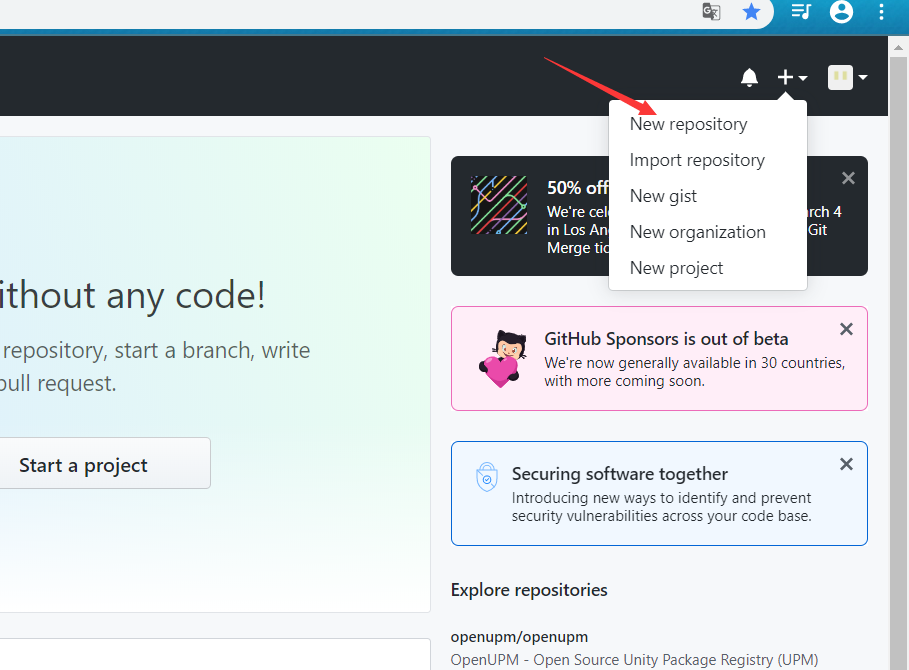 New repository
Import repository
New gist
New organization
New project
50% off
We're cel
rch 4
in Los An
Git
Merge tic
ithout any code!
repository, start a branch, write
pull request.
Start a project
GitHub Sponsors is out of beta
We're now generally available in 30 countries,
with more coming soon.
Securing software together
Introducing new ways to identify and prevent
security vulnerabilities across your code base.
Explore repositories
openupm/openupm
OpenUPM - Open Source Unity Package Registry (UPM)